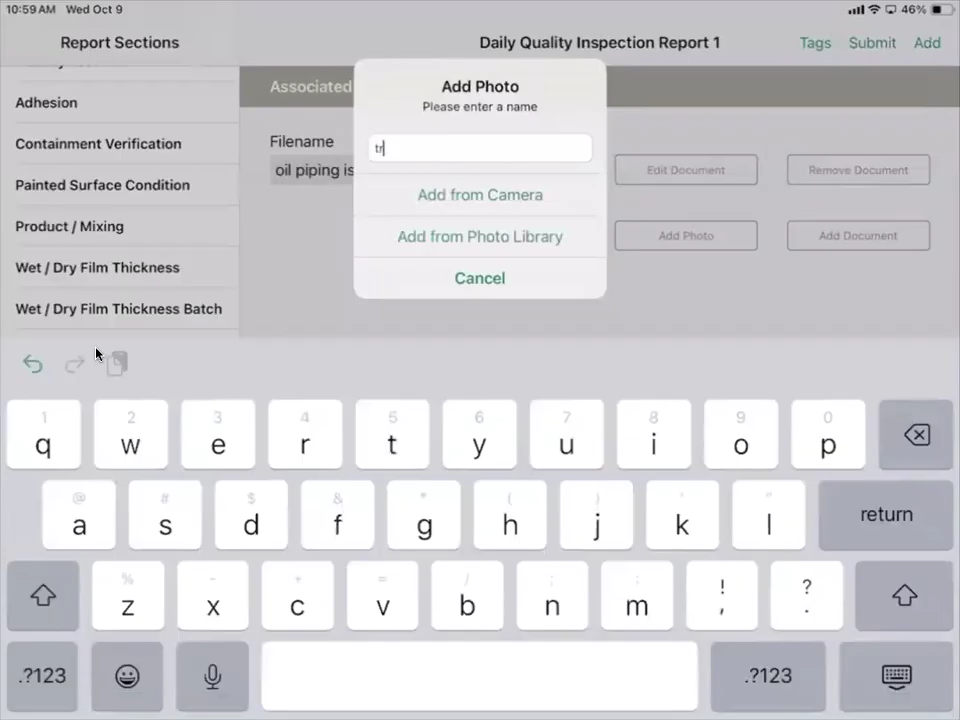 10:59 AM Wed Oct 9
46%
Report Sections
Daily Quality Inspection Report 1
Tags Submit Add
Adhesion
Containment Verification
Painted Surface Condition
Product / Mixing
Wet / Dry Film Thickness
Wet / Dry Film Thickness Batch
Associated
Filename
oil piping is
Edit Document
Remove Document
Add Photo
Add Document
Add Photo
Please enter a name
tr
Add from Camera
Add from Photo Library
Cancel
1 2 3 4 5 6 7 8 9 0
q w e r t y u i o p
@ # $ & * ( ) ' "
a s d f g h j k l return
% - + = / ; : ! ?
z x c v b n m , .
.?123 .?123